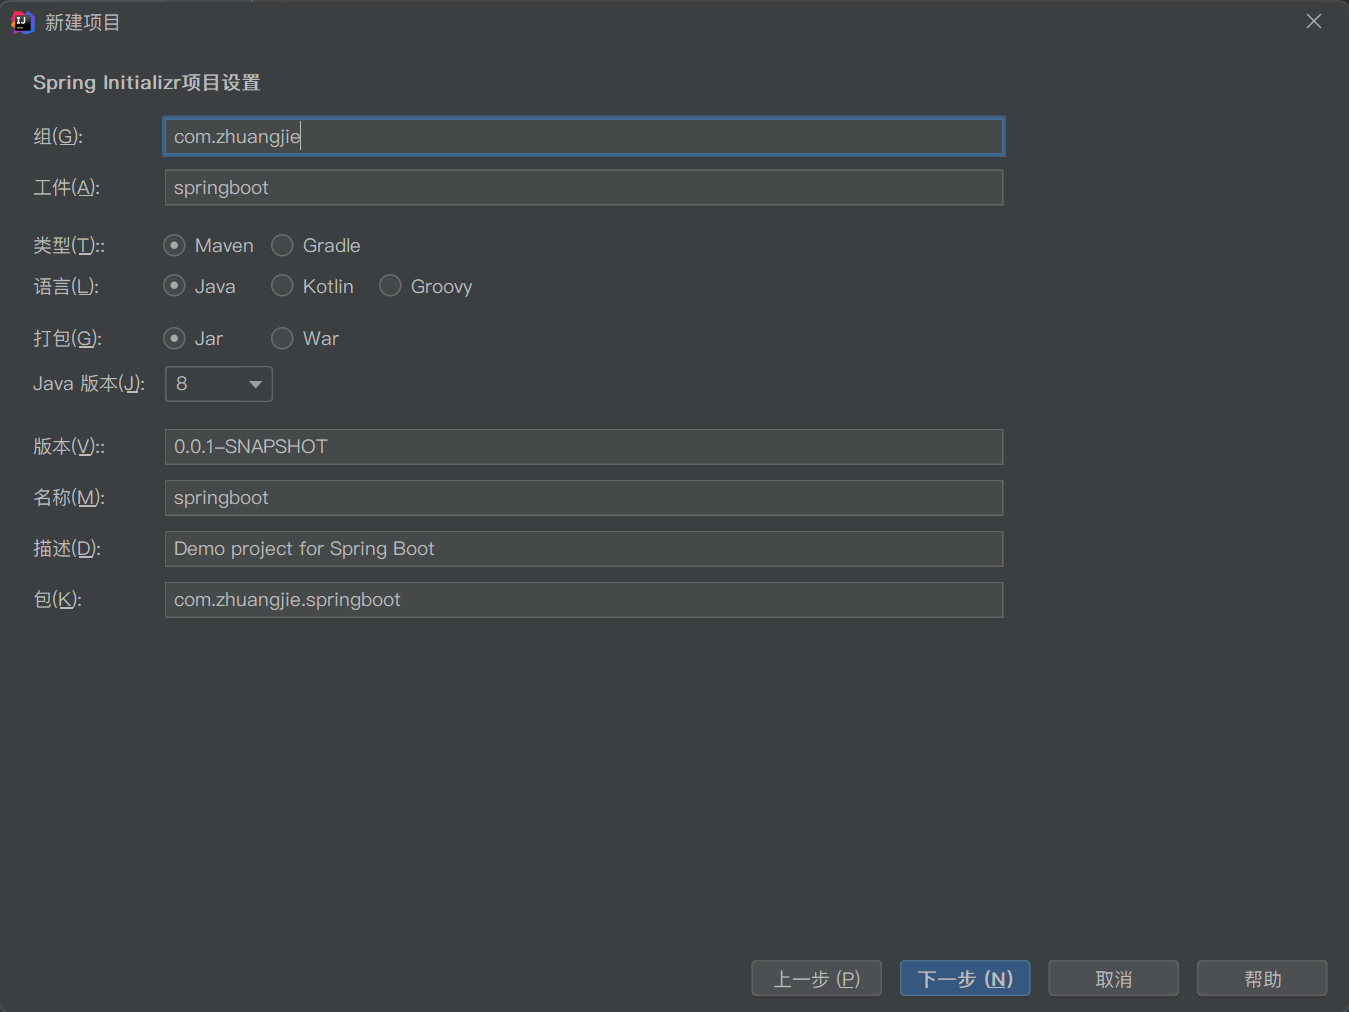 新建项目
Spring Initializr项目设置
组(G): com.zhuangjie
工件(A): springboot
类型(T):: Maven Gradle
语言(L): Java Kotlin Groovy
打包(G): Jar War
Java 版本(J): 8
版本(V):: 0.0.1-SNAPSHOT
名称(M): springboot
描述(D): Demo project for Spring Boot
包(K): com.zhuangjie.springboot
上一步 (P) 下一步 (N) 取消 帮助